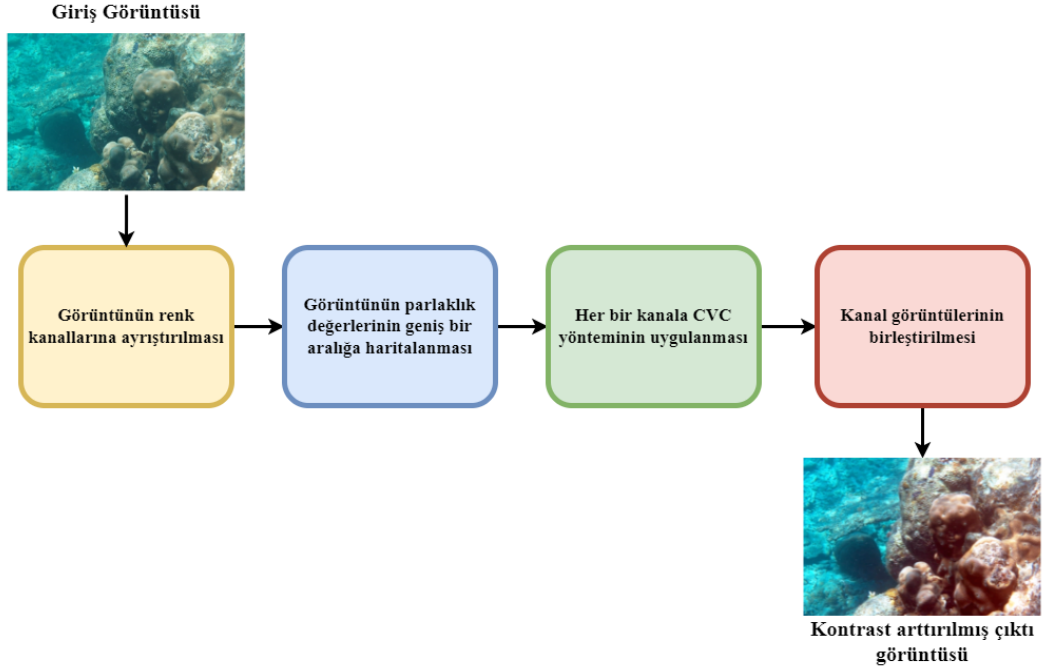 Giriş Görüntüsü
Görüntünün renk
kanallarına ayrıştırılması
Görüntünün parlaklık
değerlerinin geniş bir
aralığa haritalanması
Her bir kanala CVC
yönteminin uygulanması
Kanal görüntülerinin
birleştirilmesi
Kontrast arttırılmış çıktı
görüntüsü